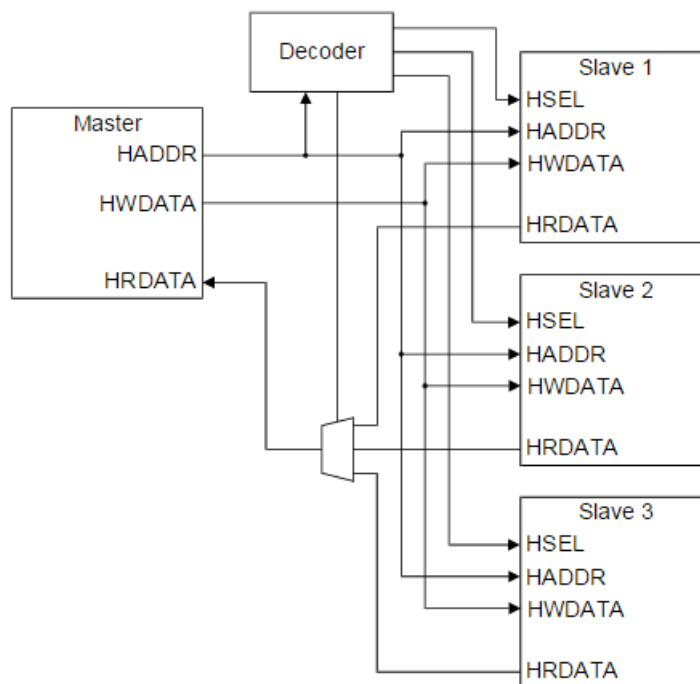 Decoder
Master
HADDR
HWDATA
HRDATA
Slave 1
HSEL
HADDR
HWDATA
HRDATA
Slave 2
HSEL
HADDR
HWDATA
HRDATA
Slave 3
HSEL
HADDR
HWDATA
HRDATA